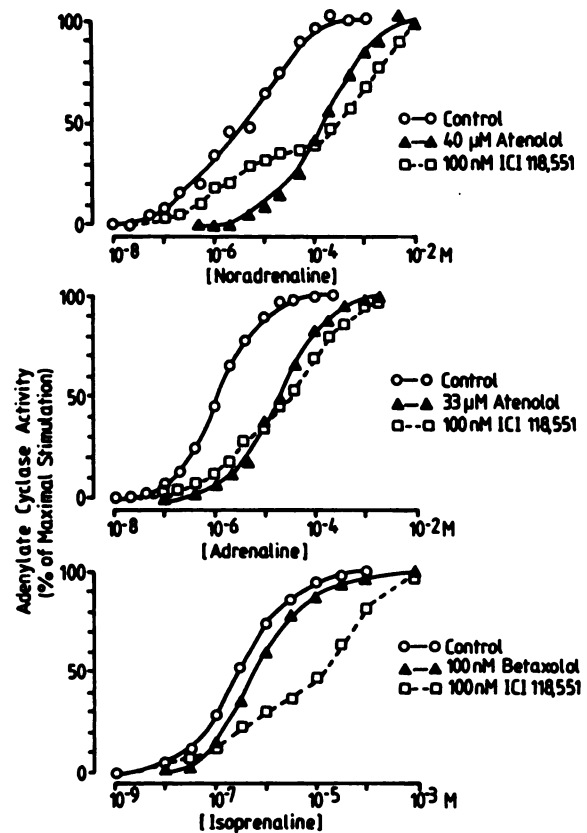 100
50
0
10-8 10-6 10-4 10-2 M
[Noradrenaline]
Control
40 µM Atenolol
100 nM ICI 118,551
100
50
0
10-8 10-6 10-4 10-2 M
[Adrenaline]
Control
33 µM Atenolol
100 nM ICI 118,551
Adenylate Cyclase Activity
(% of Maximal Stimulation)
100
50
0
10-9 10-7 10-5 10-3 M
[Isoprenaline]
Control
100 nM Betaxolol
100 nM ICI 118,551